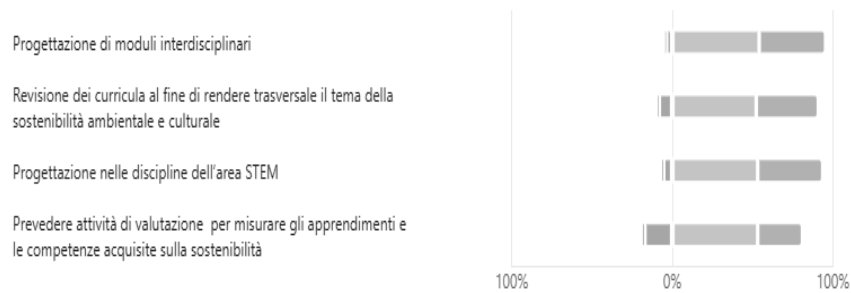 Progettazione di moduli interdisciplinari
Revisione dei curricula al fine di rendere trasversale il tema della
sostenibilità ambientale e culturale
Progettazione nelle discipline dell'area STEM
Prevedere attività di valutazione per misurare gli apprendimenti e
le competenze acquisite sulla sostenibilità
100% 0% 100%